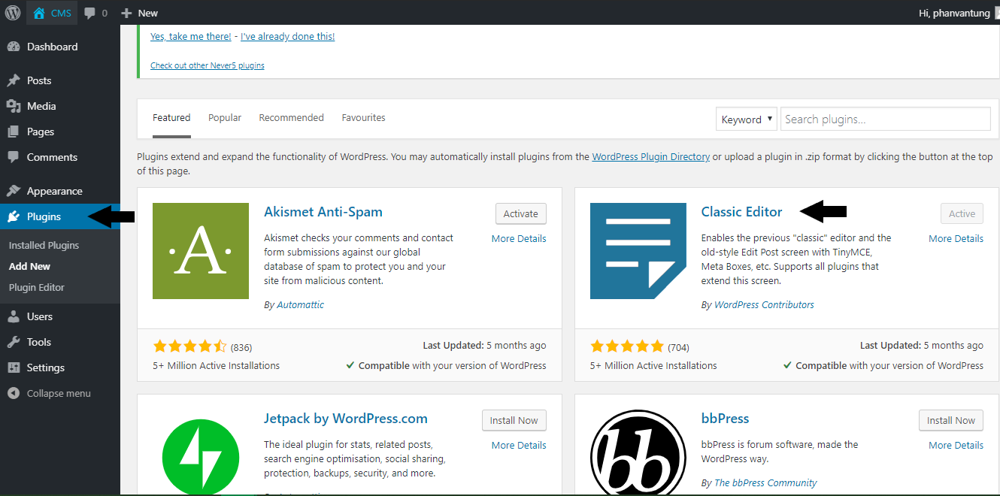 CMS 0 New Hi, phanvantung
Dashboard
Posts
Media
Pages
Comments
Appearance
Plugins
Installed Plugins
Add New
Plugin Editor
Users
Tools
Settings
Collapse menu
Yes, take me there! - I've already done this!
Check out other Never5 plugins
Featured Popular Recommended Favourites Keyword Search plugins...
Plugins extend and expand the functionality of WordPress. You may automatically install plugins from the WordPress Plugin Directory or upload a plugin in .zip format by clicking the button at the top
of this page.
A
Akismet Anti-Spam
Activate
More Details
Akismet checks your comments and contact
form submissions against our global
database of spam to protect you and your
site from malicious content.
By Automattic
(836)
Last Updated: 5 months ago
5+ Million Active Installations
Compatible with your version of WordPress
Classic Editor
Active
More Details
Enables the previous "classic" editor and the
old-style Edit Post screen with TinyMCE,
Meta Boxes, etc. Supports all plugins that
extend this screen.
By WordPress Contributors
(704)
Last Updated: 5 months ago
5+ Million Active Installations
Compatible with your version of WordPress
Jetpack by WordPress.com
Install Now
More Details
The ideal plugin for stats, related posts,
search engine optimisation, social sharing,
protection, backups, security, and more.
bb
bbPress
Install Now
More Details
bbPress is forum software, made the
WordPress way.
By The bbPress Community